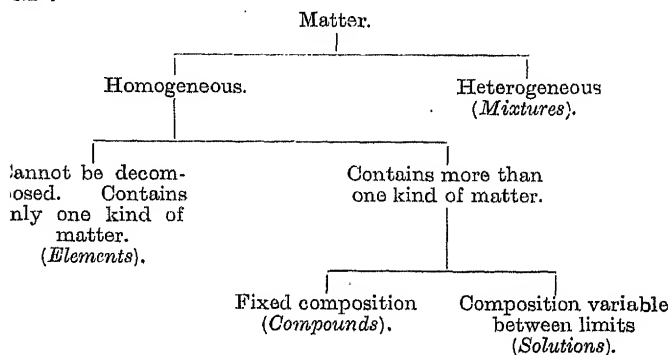 Matter.
Homogeneous.
Heterogeneous
(Mixtures).
annot be decom-
osed. Contains
nly one kind of
matter.
(Elements).
Contains more than
one kind of matter.
Fixed composition
(Compounds).
Composition variable
between limits
(Solutions).